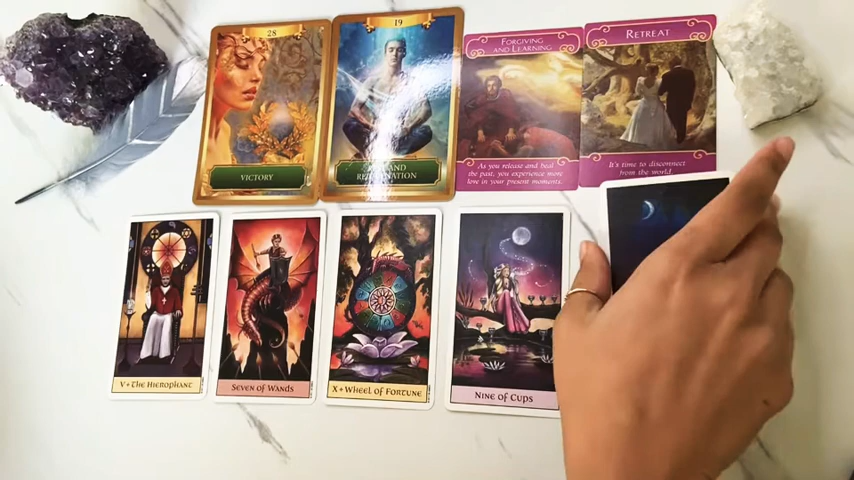 28
VICTORY
19
AND
FORGIVING
AND LEARNING
As you release and heal
the past, you experience more
love in your present moments.
RETREAT
It's time to disconnect
from the world.
V + THE HIEROPHANT
SEVEN OF WANDS
X + WHEEL OF FORTUNE
NINE OF CUPS